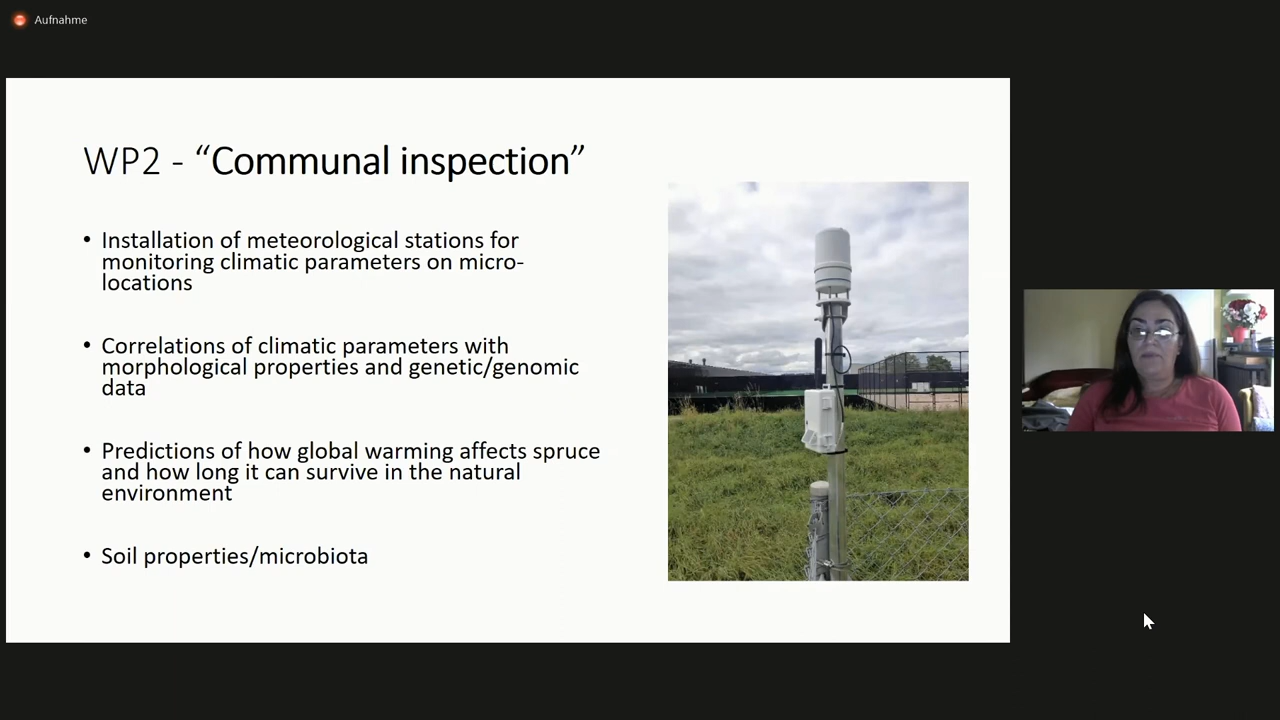 Aufnahme
WP2 - “Communal inspection”
• Installation of meteorological stations for
monitoring climatic parameters on micro-
locations
• Correlations of climatic parameters with
morphological properties and genetic/genomic
data
• Predictions of how global warming affects spruce
and how long it can survive in the natural
environment
• Soil properties/microbiota